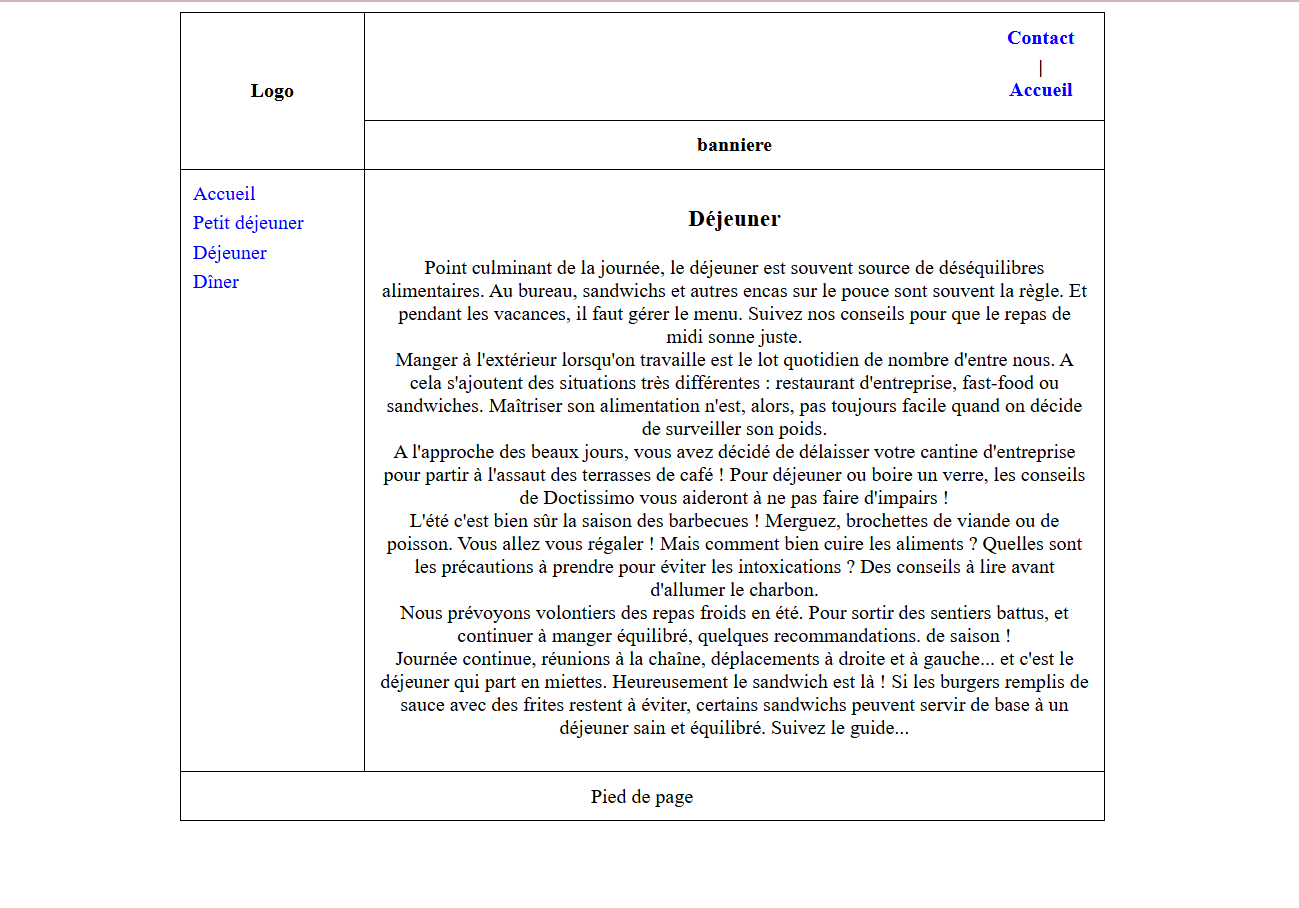 Contact
|
Accueil
Logo
banniere
Accueil
Petit déjeuner
Déjeuner
Dîner
Déjeuner
Point culminant de la journée, le déjeuner est souvent source de déséquilibres
alimentaires. Au bureau, sandwichs et autres encas sur le pouce sont souvent la règle. Et
pendant les vacances, il faut gérer le menu. Suivez nos conseils pour que le repas de
midi sonne juste.
Manger à l'extérieur lorsqu'on travaille est le lot quotidien de nombre d'entre nous. A
cela s'ajoutent des situations très différentes : restaurant d'entreprise, fast-food ou
sandwiches. Maîtriser son alimentation n'est, alors, pas toujours facile quand on décide
de surveiller son poids.
A l'approche des beaux jours, vous avez décidé de délaisser votre cantine d'entreprise
pour partir à l'assaut des terrasses de café ! Pour déjeuner ou boire un verre, les conseils
de Doctissimo vous aideront à ne pas faire d'impairs !
L'été c'est bien sûr la saison des barbecues ! Merguez, brochettes de viande ou de
poisson. Vous allez vous régaler ! Mais comment bien cuire les aliments ? Quelles sont
les précautions à prendre pour éviter les intoxications ? Des conseils à lire avant
d'allumer le charbon.
Nous prévoyons volontiers des repas froids en été. Pour sortir des sentiers battus, et
continuer à manger équilibré, quelques recommandations. de saison !
Journée continue, réunions à la chaîne, déplacements à droite et à gauche... et c'est le
déjeuner qui part en miettes. Heureusement le sandwich est là ! Si les burgers remplis de
sauce avec des frites restent à éviter, certains sandwichs peuvent servir de base à un
déjeuner sain et équilibré. Suivez le guide...
Pied de page